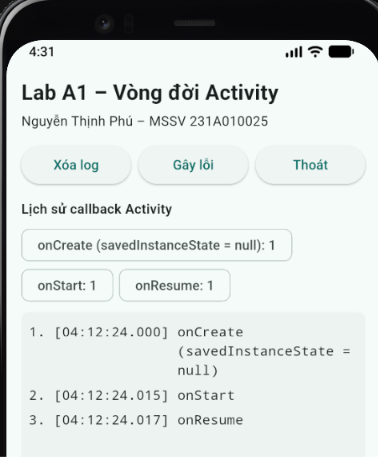 4:31
Lab A1 – Vòng đời Activity
Nguyễn Thịnh Phú – MSSV 231A010025
Xóa log Gây lỗi Thoát
Lịch sử callback Activity
onCreate (savedInstanceState = null): 1
onStart: 1 onResume: 1
1. [04:12:24.000] onCreate
(savedInstanceState =
null)
2. [04:12:24.015] onStart
3. [04:12:24.017] onResume